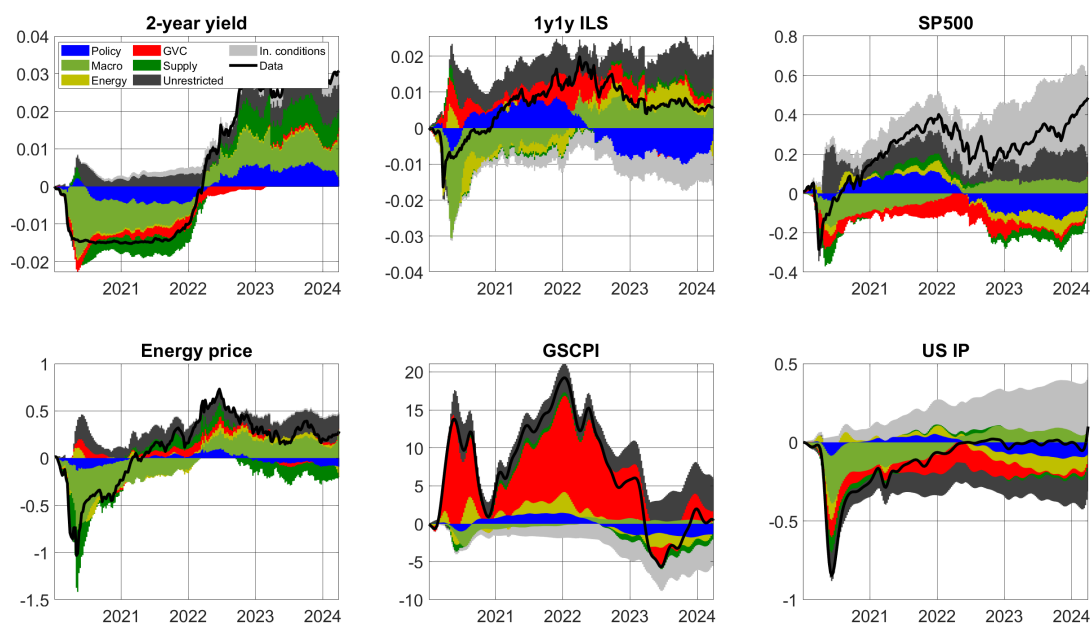 2-year yield
0.04
0.03
0.02
0.01
0
-0.01
-0.02
Policy
Macro
Energy
GVC
Supply
Unrestricted
In. conditions
Data
2021 2022 2023 2024
1y1y ILS
0.02
0.01
0
-0.01
-0.02
-0.03
-0.04
2021 2022 2023 2024
SP500
0.8
0.6
0.4
0.2
0
-0.2
-0.4
2021 2022 2023 2024
Energy price
1
0.5
0
-0.5
-1
-1.5
2021 2022 2023 2024
GSCPI
20
15
10
5
0
-5
-10
2021 2022 2023 2024
US IP
0.5
0
-0.5
-1
2021 2022 2023 2024